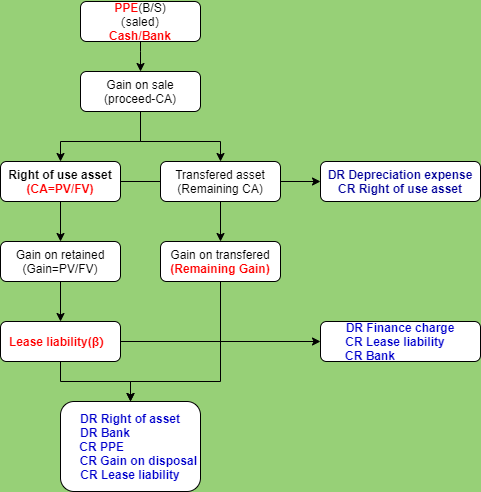 PPE(B/S)
(saled)
Cash/Bank
Gain on sale
(proceed-CA)
Right of use asset
(CA=PV/FV)
Transfered asset
(Remaining CA)
DR Depreciation expense
CR Right of use asset
Gain on retained
(Gain=PV/FV)
Gain on transfered
(Remaining Gain)
Lease liability(β)
DR Finance charge
CR Lease liability
CR Bank
DR Right of asset
DR Bank
CR PPE
CR Gain on disposal
CR Lease liability